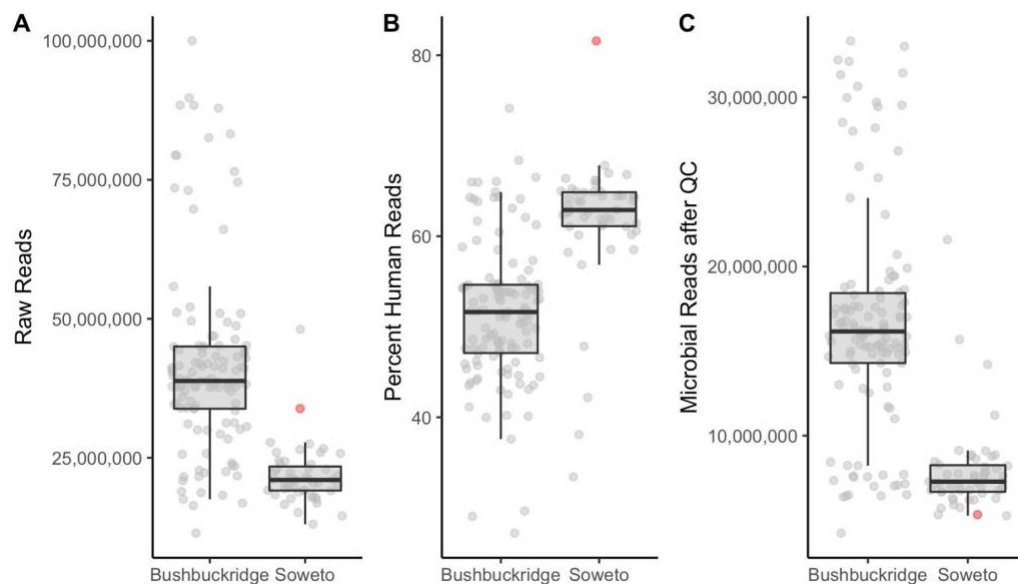 A
Raw Reads
100,000,000
75,000,000
50,000,000
25,000,000
Bushbuckridge Soweto
B
Percent Human Reads
80
60
40
Bushbuckridge Soweto
C
Microbial Reads after QC
30,000,000
20,000,000
10,000,000
Bushbuckridge Soweto